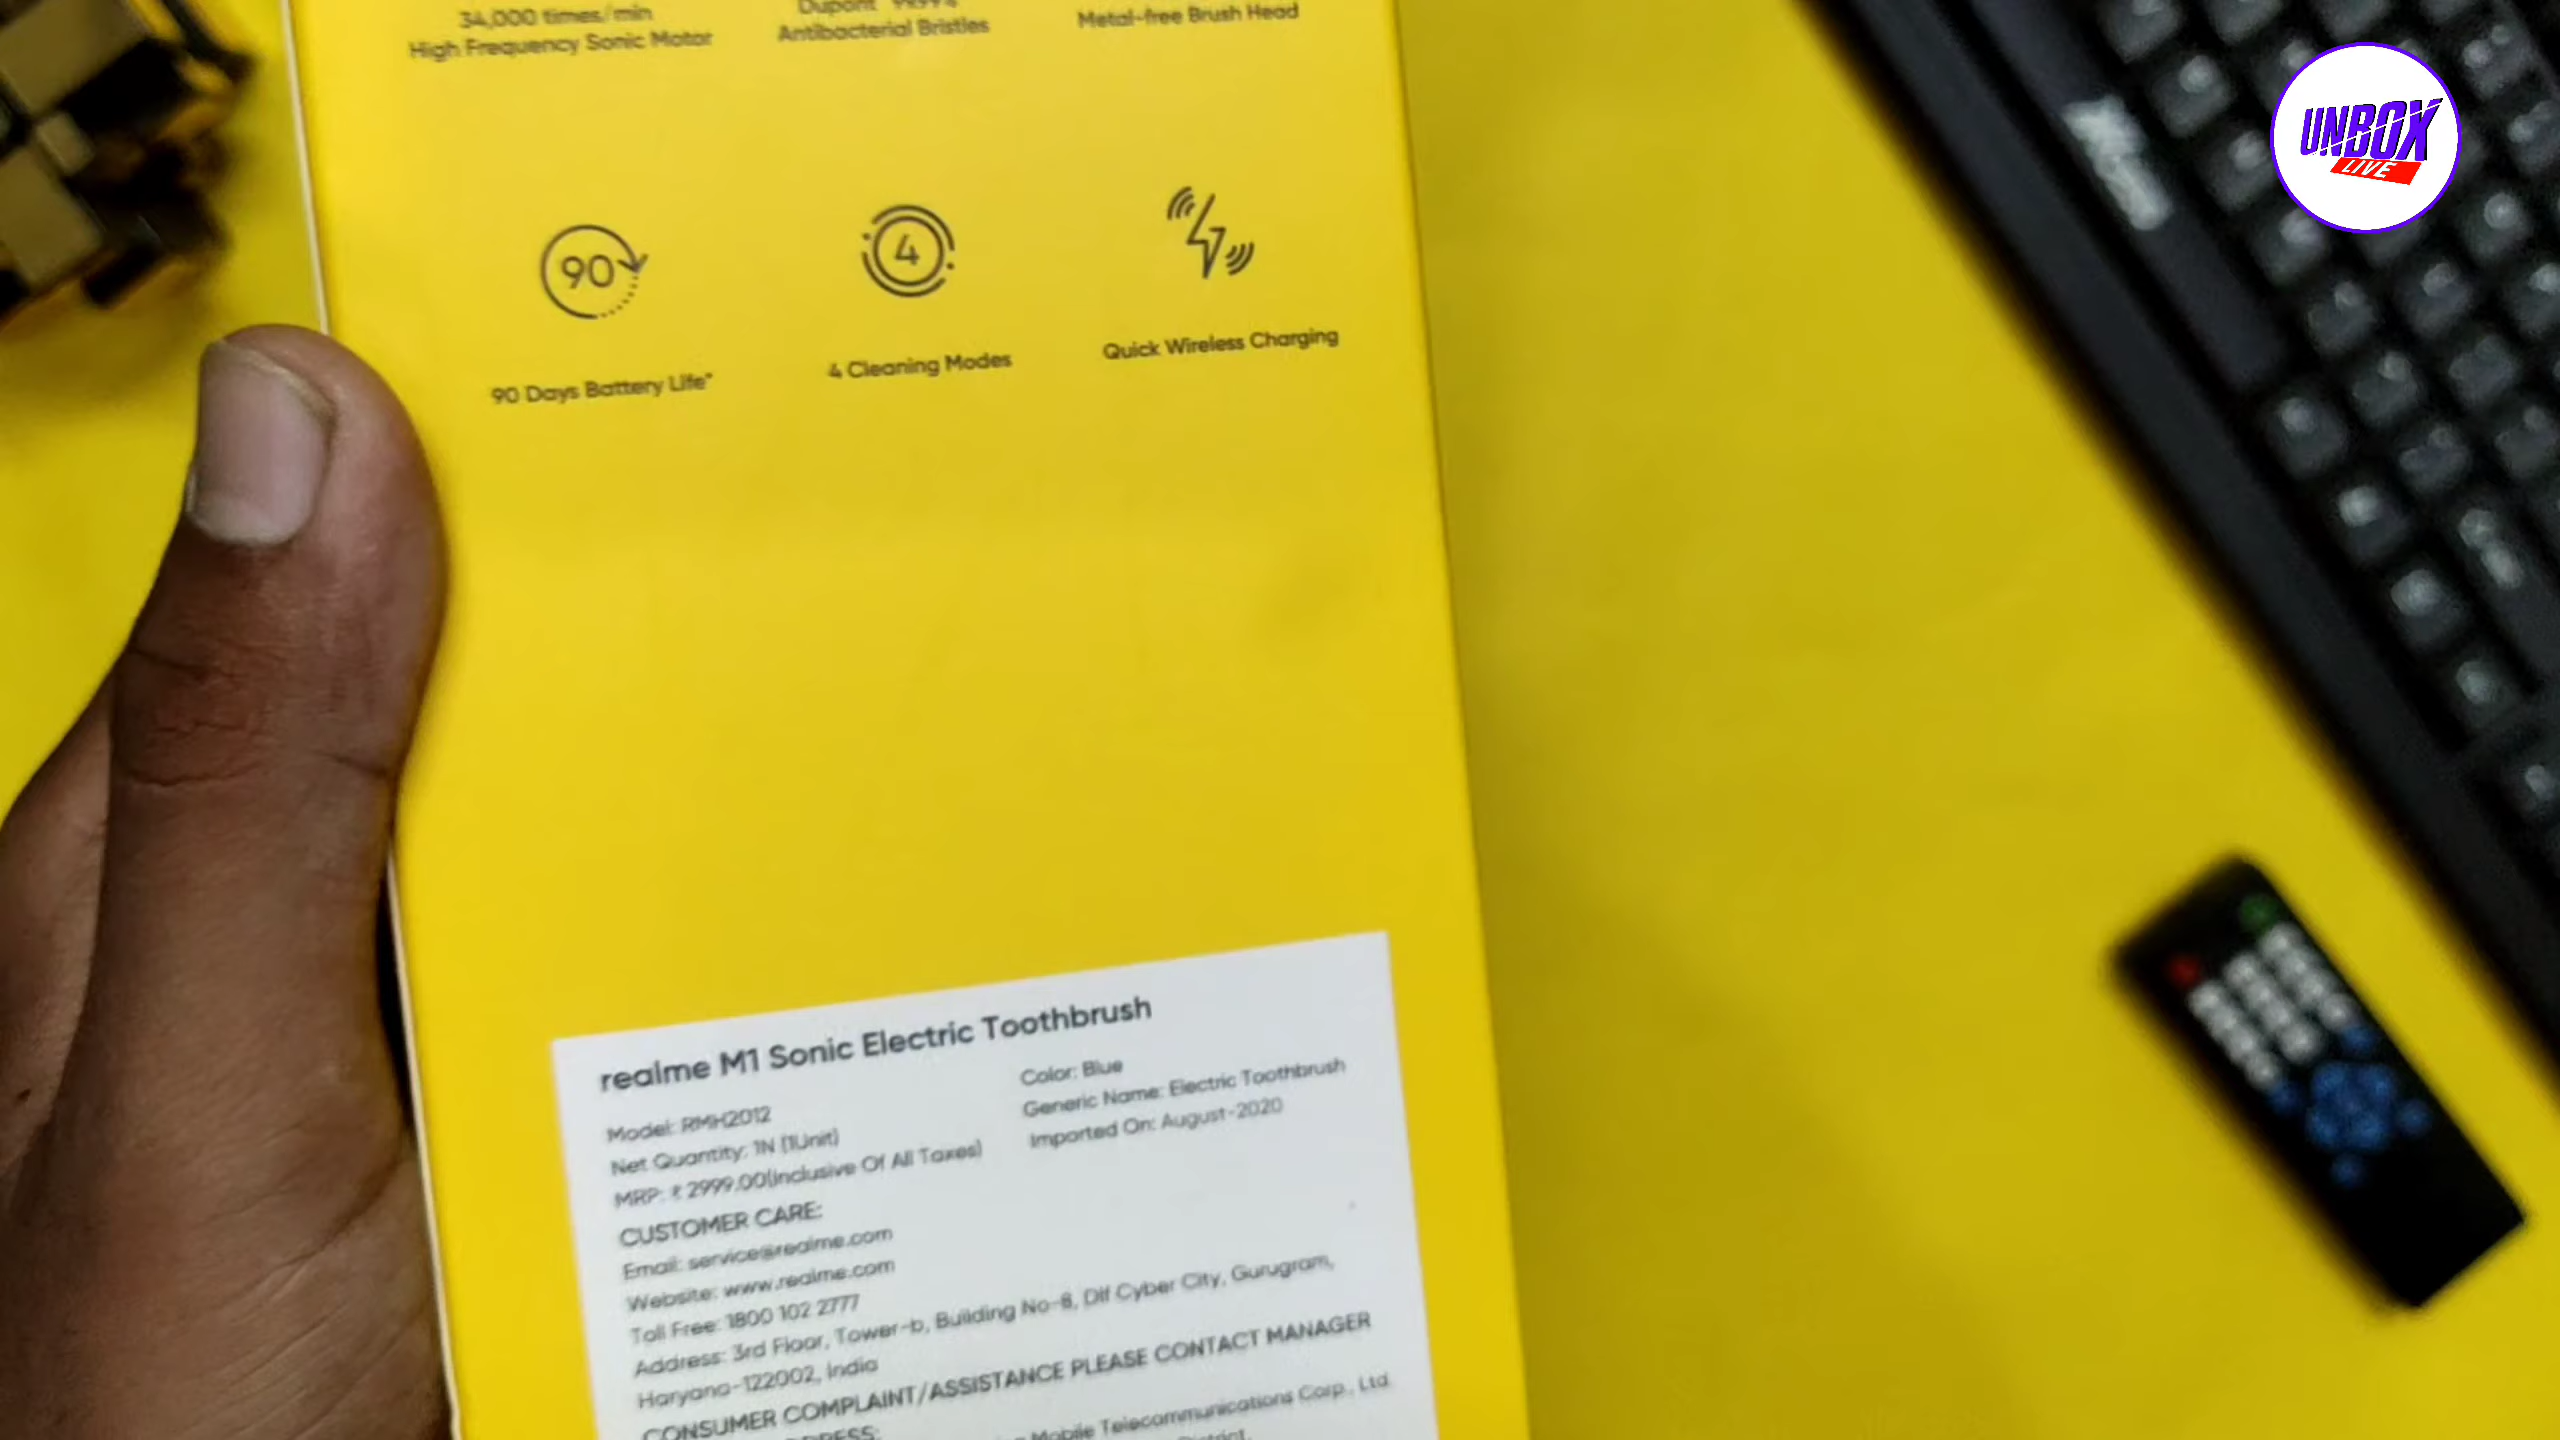 34,000 times/min
High Frequency Sonic Motor
Dupont 99.99%
Antibacterial Bristles
Metal-free Brush Head
UNBOX
LIVE
90
4
90 Days Battery Life*
4 Cleaning Modes
Quick Wireless Charging
realme M1 Sonic Electric Toothbrush
Model: RMH2012
Color: Blue
Net Quantity: 1N (1Unit)
Generic Name: Electric Toothbrush
MRP: ₹ 2999.00(Inclusive Of All Taxes)
Imported On: August-2020
CUSTOMER CARE:
Email: service@realme.com
Website: www.realme.com
Toll Free: 1800 102 2777
Address: 3rd Floor, Tower-b, Building No-8, Dlf Cyber City, Gurugram,
Haryana-122002, India
CONSUMER COMPLAINT/ASSISTANCE PLEASE CONTACT MANAGER
Mobile Telecommunications Corp., Ltd
District,